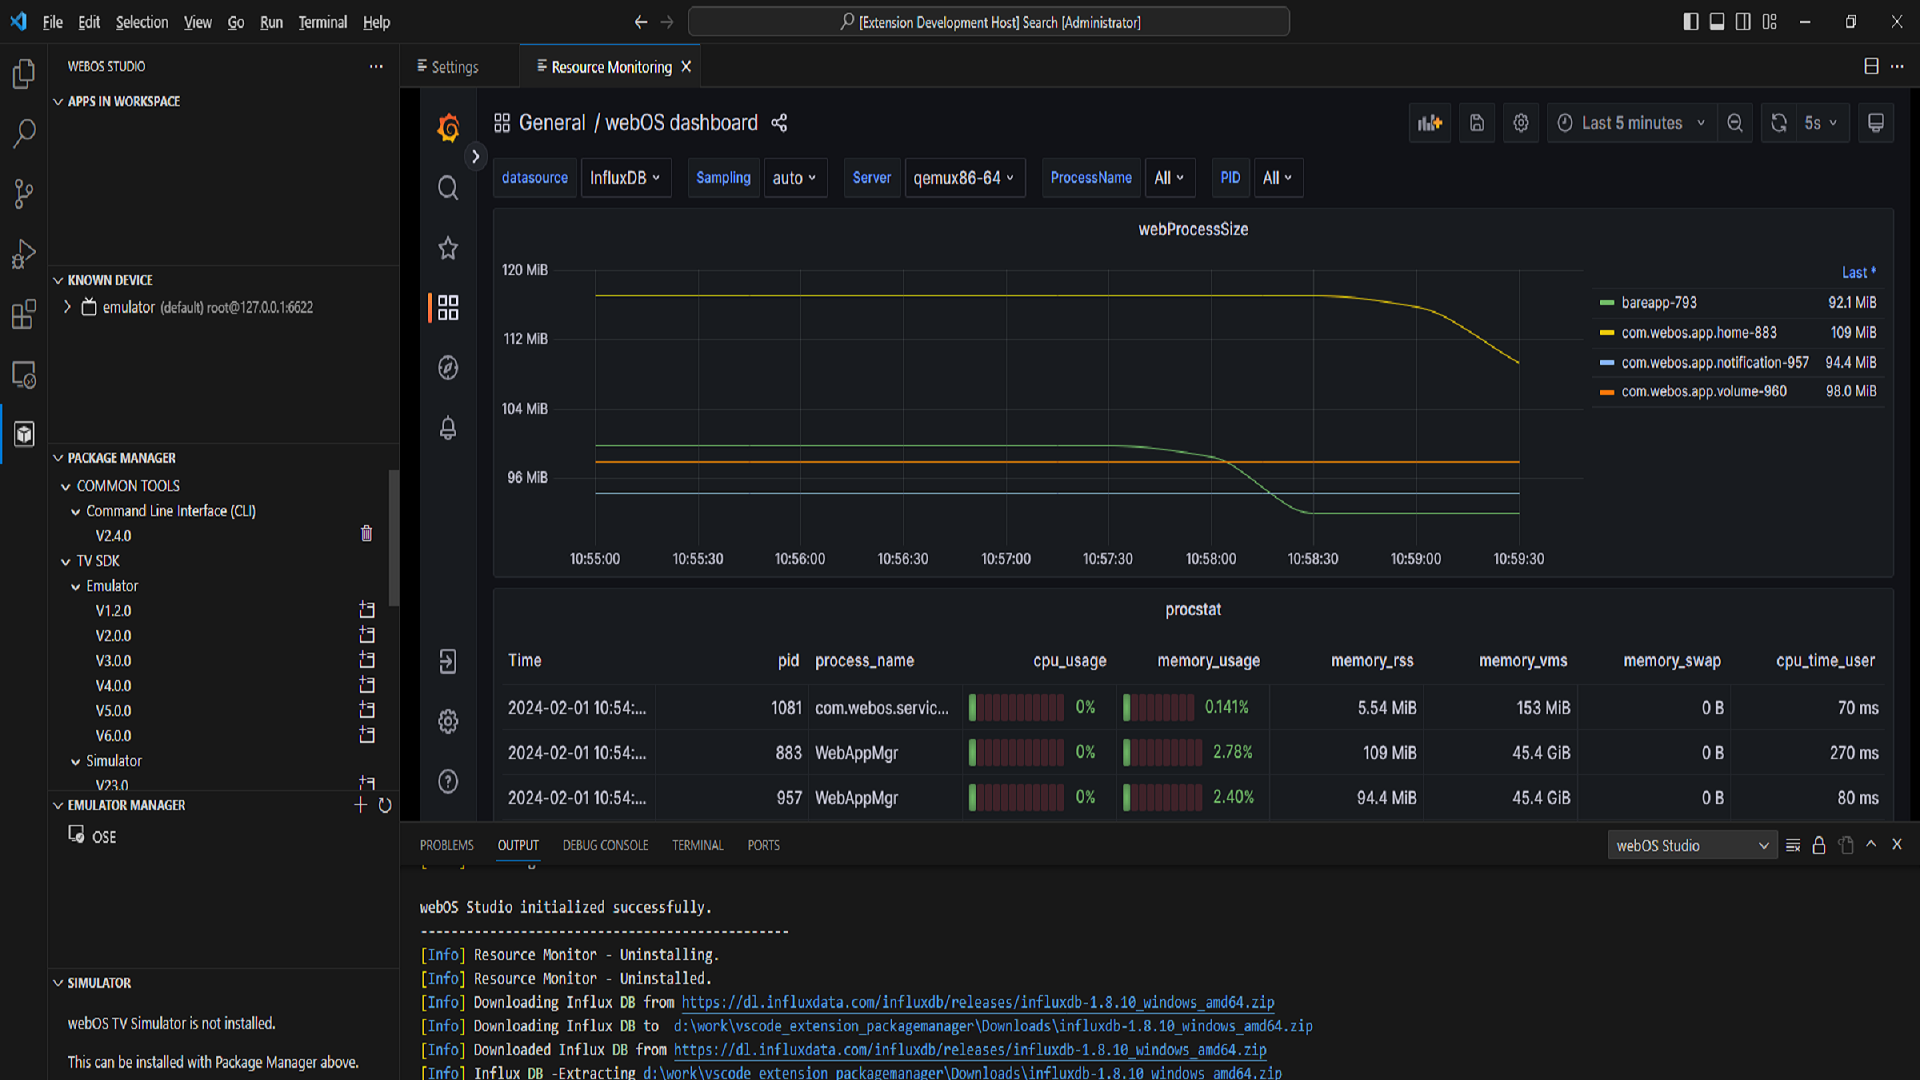 File Edit Selection View Go Run Terminal Help
[Extension Development Host] Search [Administrator]
WEBOS STUDIO
APPS IN WORKSPACE
KNOWN DEVICE
emulator (default) root@127.0.0.1:6622
PACKAGE MANAGER
COMMON TOOLS
Command Line Interface (CLI)
V2.4.0
TV SDK
Emulator
V1.2.0
V2.0.0
V3.0.0
V4.0.0
V5.0.0
V6.0.0
Simulator
V23.0
EMULATOR MANAGER
OSE
SIMULATOR
webOS TV Simulator is not installed.
This can be installed with Package Manager above.
Settings Resource Monitoring
General / webOS dashboard
Last 5 minutes 5s
datasource InfluxDB Sampling auto Server qemux86-64 ProcessName All PID All
webProcessSize
120 MiB
112 MiB
104 MiB
96 MiB
10:55:00 10:55:30 10:56:00 10:56:30 10:57:00 10:57:30 10:58:00 10:58:30 10:59:00 10:59:30
Last *
bareapp-793 92.1 MiB
com.webos.app.home-883 109 MiB
com.webos.app.notification-957 94.4 MiB
com.webos.app.volume-960 98.0 MiB
procstat
Time pid process_name cpu_usage memory_usage memory_rss memory_vms memory_swap cpu_time_user
2024-02-01 10:54:... 1081 com.webos.servic... 0% 0.141% 5.54 MiB 153 MiB 0 B 70 ms
2024-02-01 10:54:... 883 WebAppMgr 0% 2.78% 109 MiB 45.4 GiB 0 B 270 ms
2024-02-01 10:54:... 957 WebAppMgr 0% 2.40% 94.4 MiB 45.4 GiB 0 B 80 ms
PROBLEMS OUTPUT DEBUG CONSOLE TERMINAL PORTS
webOS Studio
webOS Studio initialized successfully.
------------------------------------------------
[Info] Resource Monitor - Uninstalling.
[Info] Resource Monitor - Uninstalled.
[Info] Downloading Influx DB from https://dl.influxdata.com/influxdb/releases/influxdb-1.8.10_windows_amd64.zip
[Info] Downloading Influx DB to d:\work\vscode_extension_packagemanager\Downloads\influxdb-1.8.10_windows_amd64.zip
[Info] Downloaded Influx DB from https://dl.influxdata.com/influxdb/releases/influxdb-1.8.10_windows_amd64.zip
[Info] Influx DB -Extracting d:\work\vscode_extension_packagemanager\Downloads\influxdb-1.8.10_windows_amd64.zip